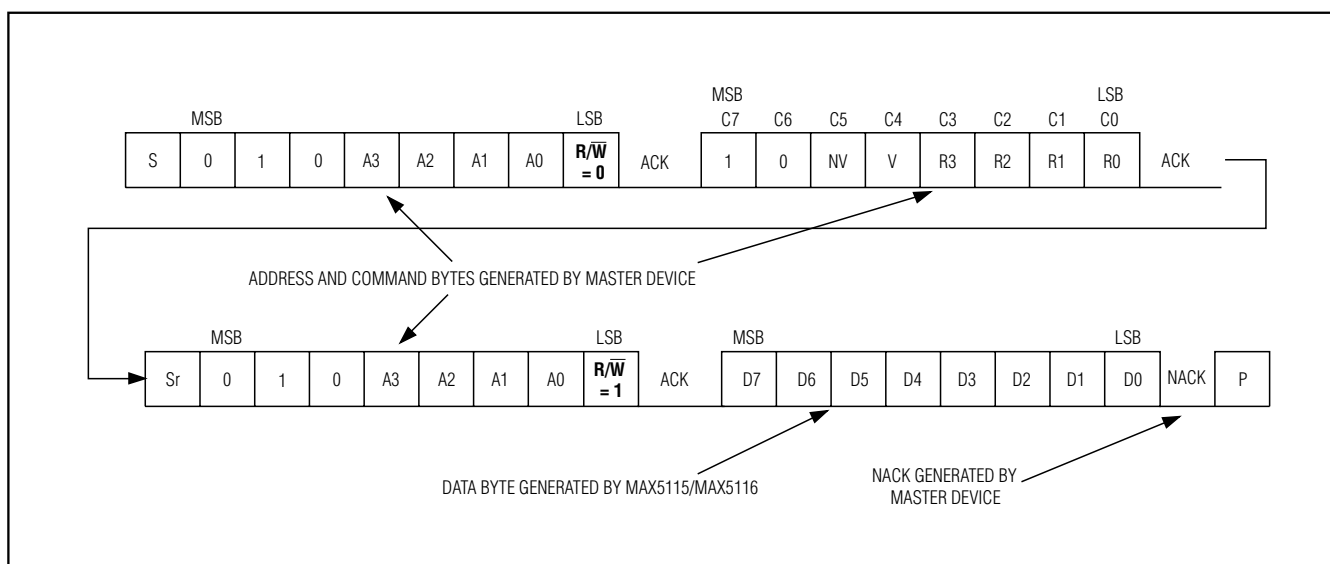 MSB LSB MSB LSB
C7 C6 C5 C4 C3 C2 C1 C0
S 0 1 0 A3 A2 A1 A0 R/W̅ = 0 ACK 1 0 NV V R3 R2 R1 R0 ACK
ADDRESS AND COMMAND BYTES GENERATED BY MASTER DEVICE
MSB LSB MSB LSB
Sr 0 1 0 A3 A2 A1 A0 R/W̅ = 1 ACK D7 D6 D5 D4 D3 D2 D1 D0 NACK P
DATA BYTE GENERATED BY MAX5115/MAX5116
NACK GENERATED BY
MASTER DEVICE